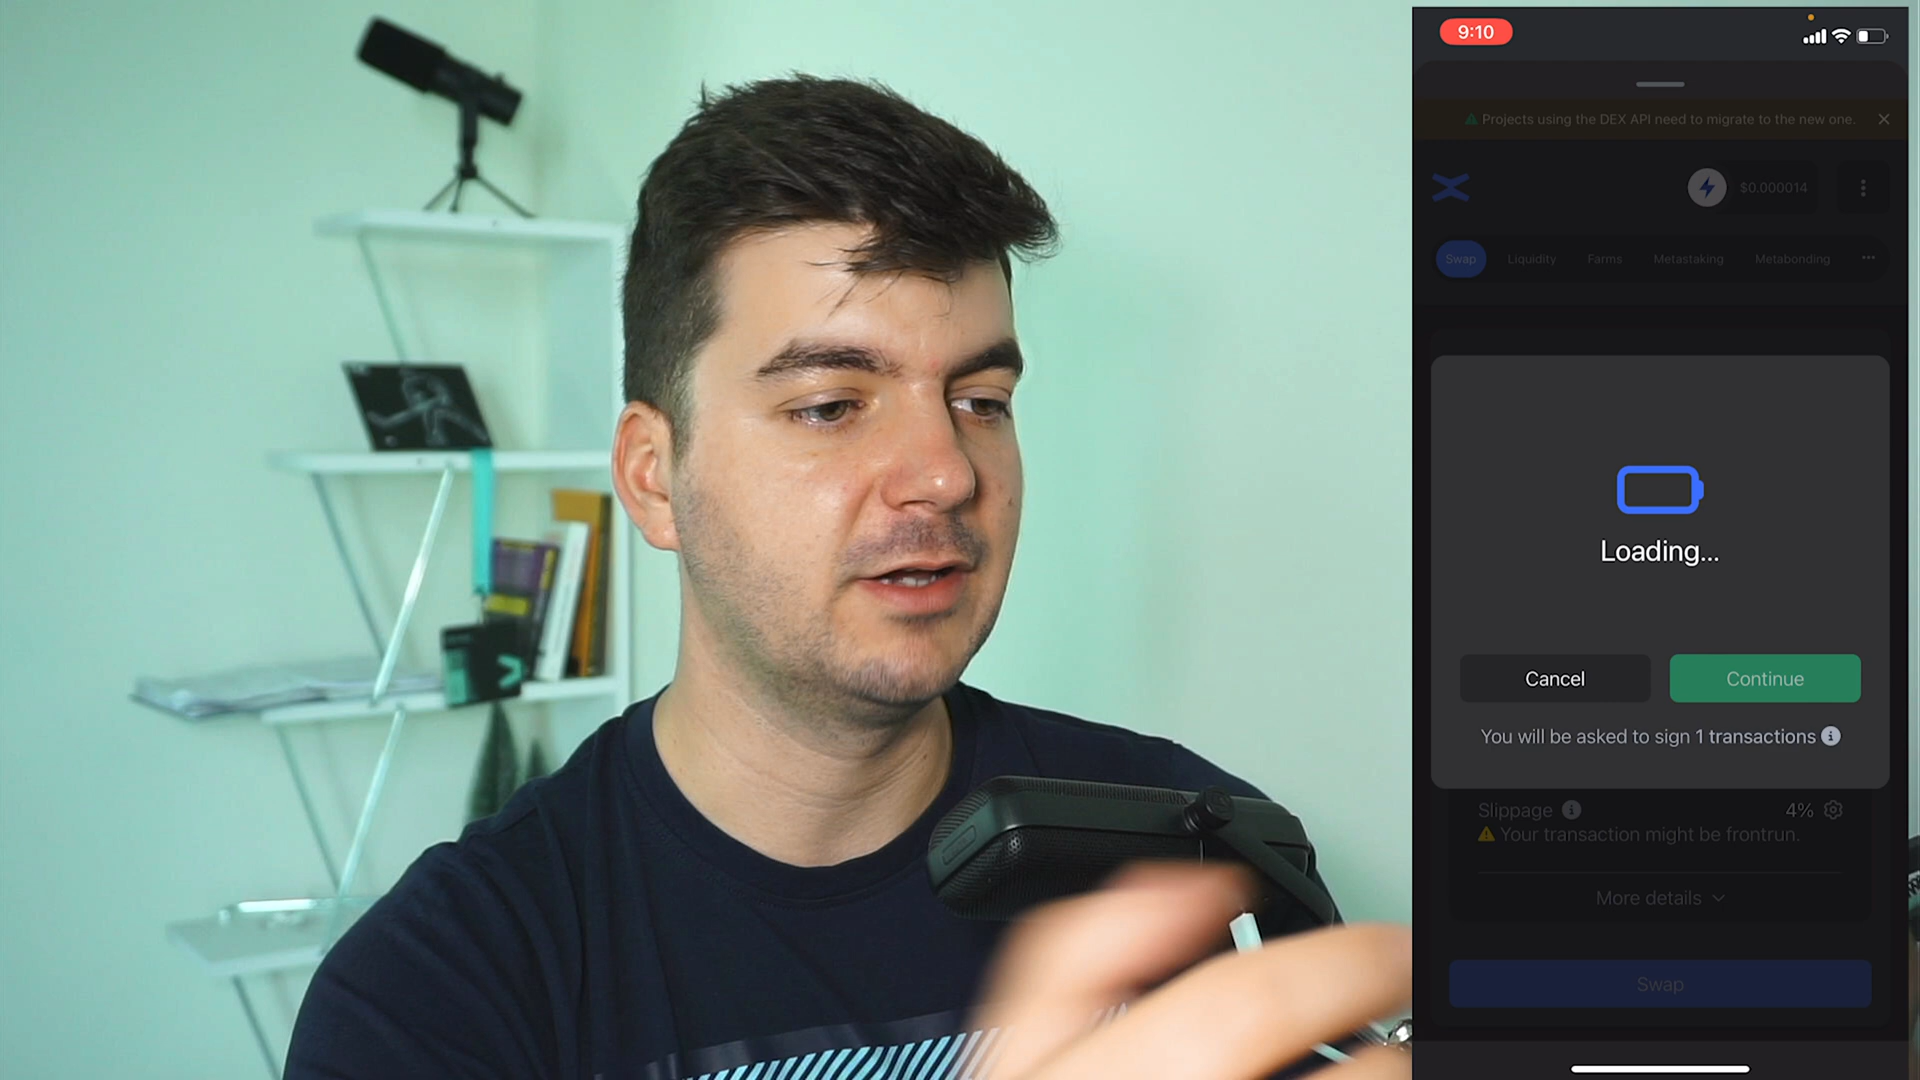 9:10
Projects using the DEX API need to migrate to the new one.
$0.000014
Swap Liquidity Farms Metastaking Metabonding
Loading...
Cancel Continue
You will be asked to sign 1 transactions
Slippage 4%
Your transaction might be frontrun.
More details
Swap